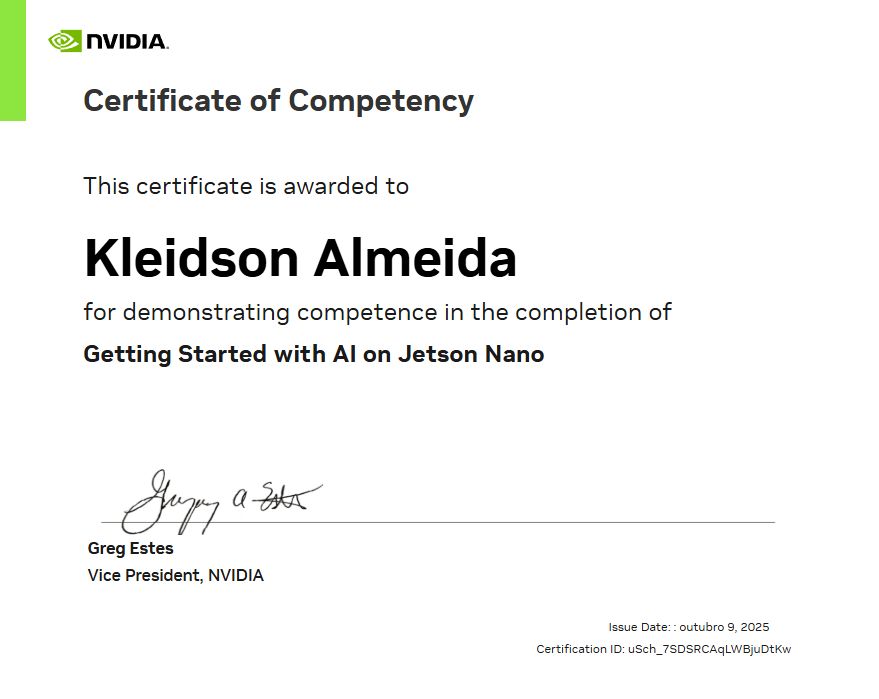 NVIDIA.
Certificate of Competency
This certificate is awarded to
Kleidson Almeida
for demonstrating competence in the completion of
Getting Started with AI on Jetson Nano
Gregory A Estes
Greg Estes
Vice President, NVIDIA
Issue Date: : outubro 9, 2025
Certification ID: uSch_7SDSRCAqLWBjuDtKw